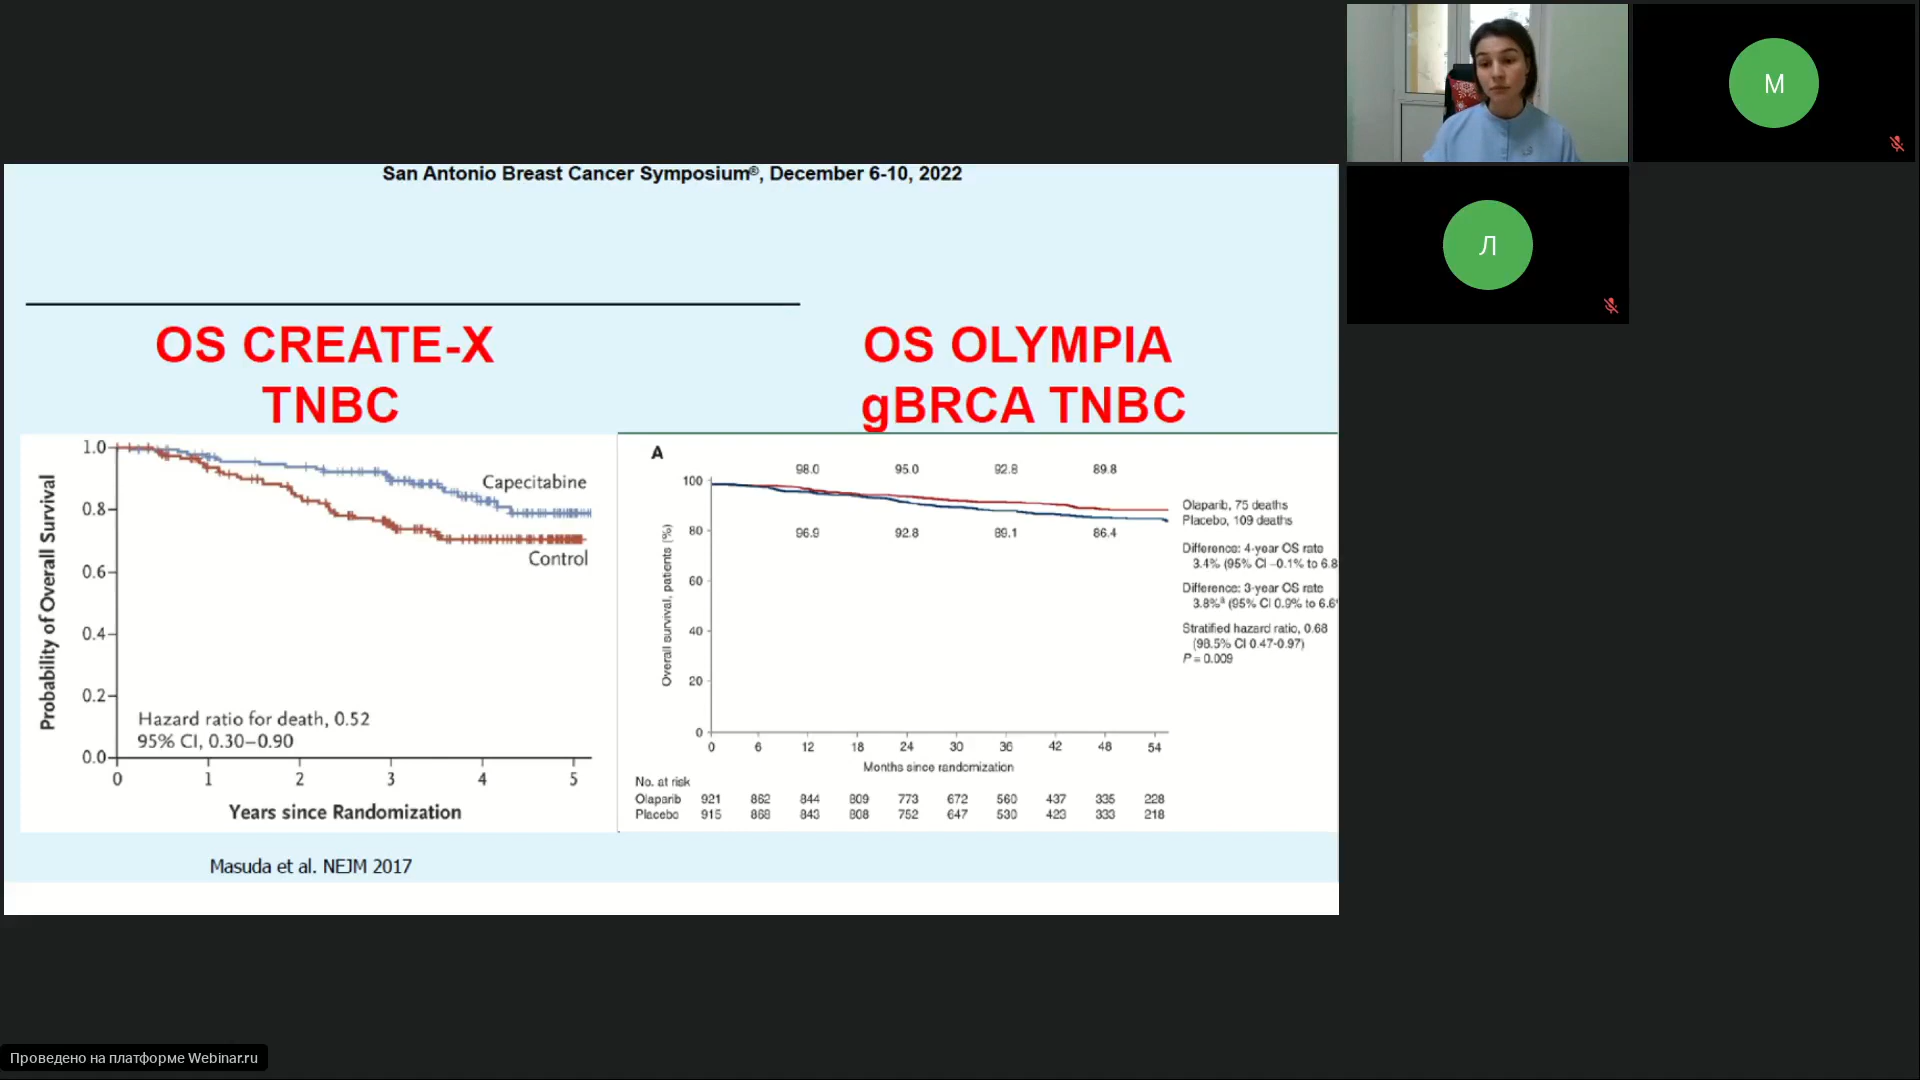 San Antonio Breast Cancer Symposium®, December 6-10, 2022
OS CREATE-X
TNBC
OS OLYMPIA
gBRCA TNBC
1.0
0.8
0.6
0.4
0.2
0.0
Probability of Overall Survival
Capecitabine
Control
Hazard ratio for death, 0.52
95% CI, 0.30–0.90
0 1 2 3 4 5
Years since Randomization
Masuda et al. NEJM 2017
A
98.0 95.0 92.8 89.8
96.9 92.8 89.1 86.4
100
80
60
40
20
0
Overall survival, patients (%)
0 6 12 18 24 30 36 42 48 54
Months since randomization
Olaparib, 75 deaths
Placebo, 109 deaths
Difference: 4-year OS rate
3.4% (95% CI –0.1% to 6.8
Difference: 3-year OS rate
3.8%ª (95% CI 0.9% to 6.6
Stratified hazard ratio, 0.68
(98.5% CI 0.47-0.97)
P = 0.009
No. at risk
Olaparib 921 862 844 809 773 672 560 437 335 228
Placebo 915 868 843 808 752 647 530 423 333 218
М
Л
Проведено на платформе Webinar.ru